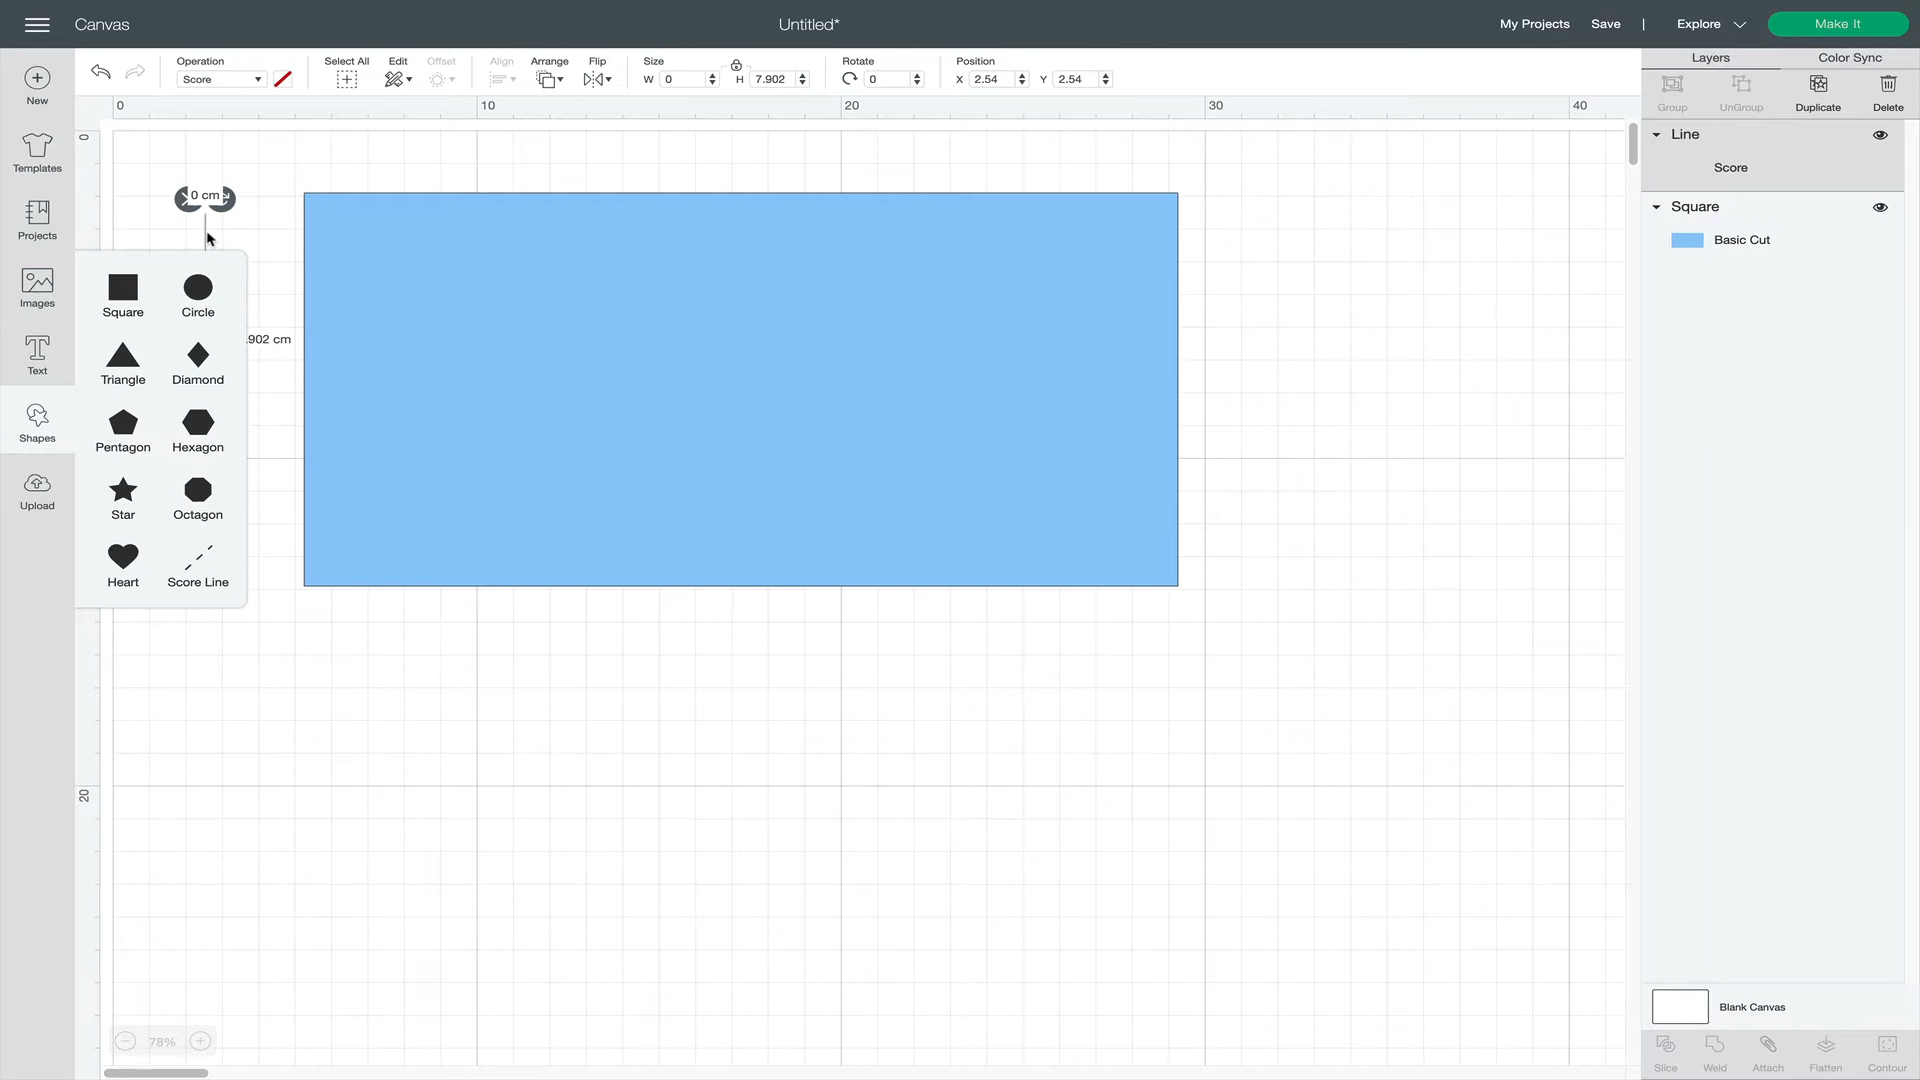 Canvas
Untitled*
My Projects
Save
|
Explore
Make It
Operation
Score
Select All
Edit
Offset
Align
Arrange
Flip
Size
W 0
H 7.902
Rotate
0
Position
X 2.54
Y 2.54
Layers
Color Sync
Group
UnGroup
Duplicate
Delete
New
Templates
Projects
Images
Text
Shapes
Upload
0
10
20
30
40
0
20
0 cm
.902 cm
Square
Circle
Triangle
Diamond
Pentagon
Hexagon
Star
Octagon
Heart
Score Line
Line
Score
Square
Basic Cut
78%
Blank Canvas
Slice
Weld
Attach
Flatten
Contour